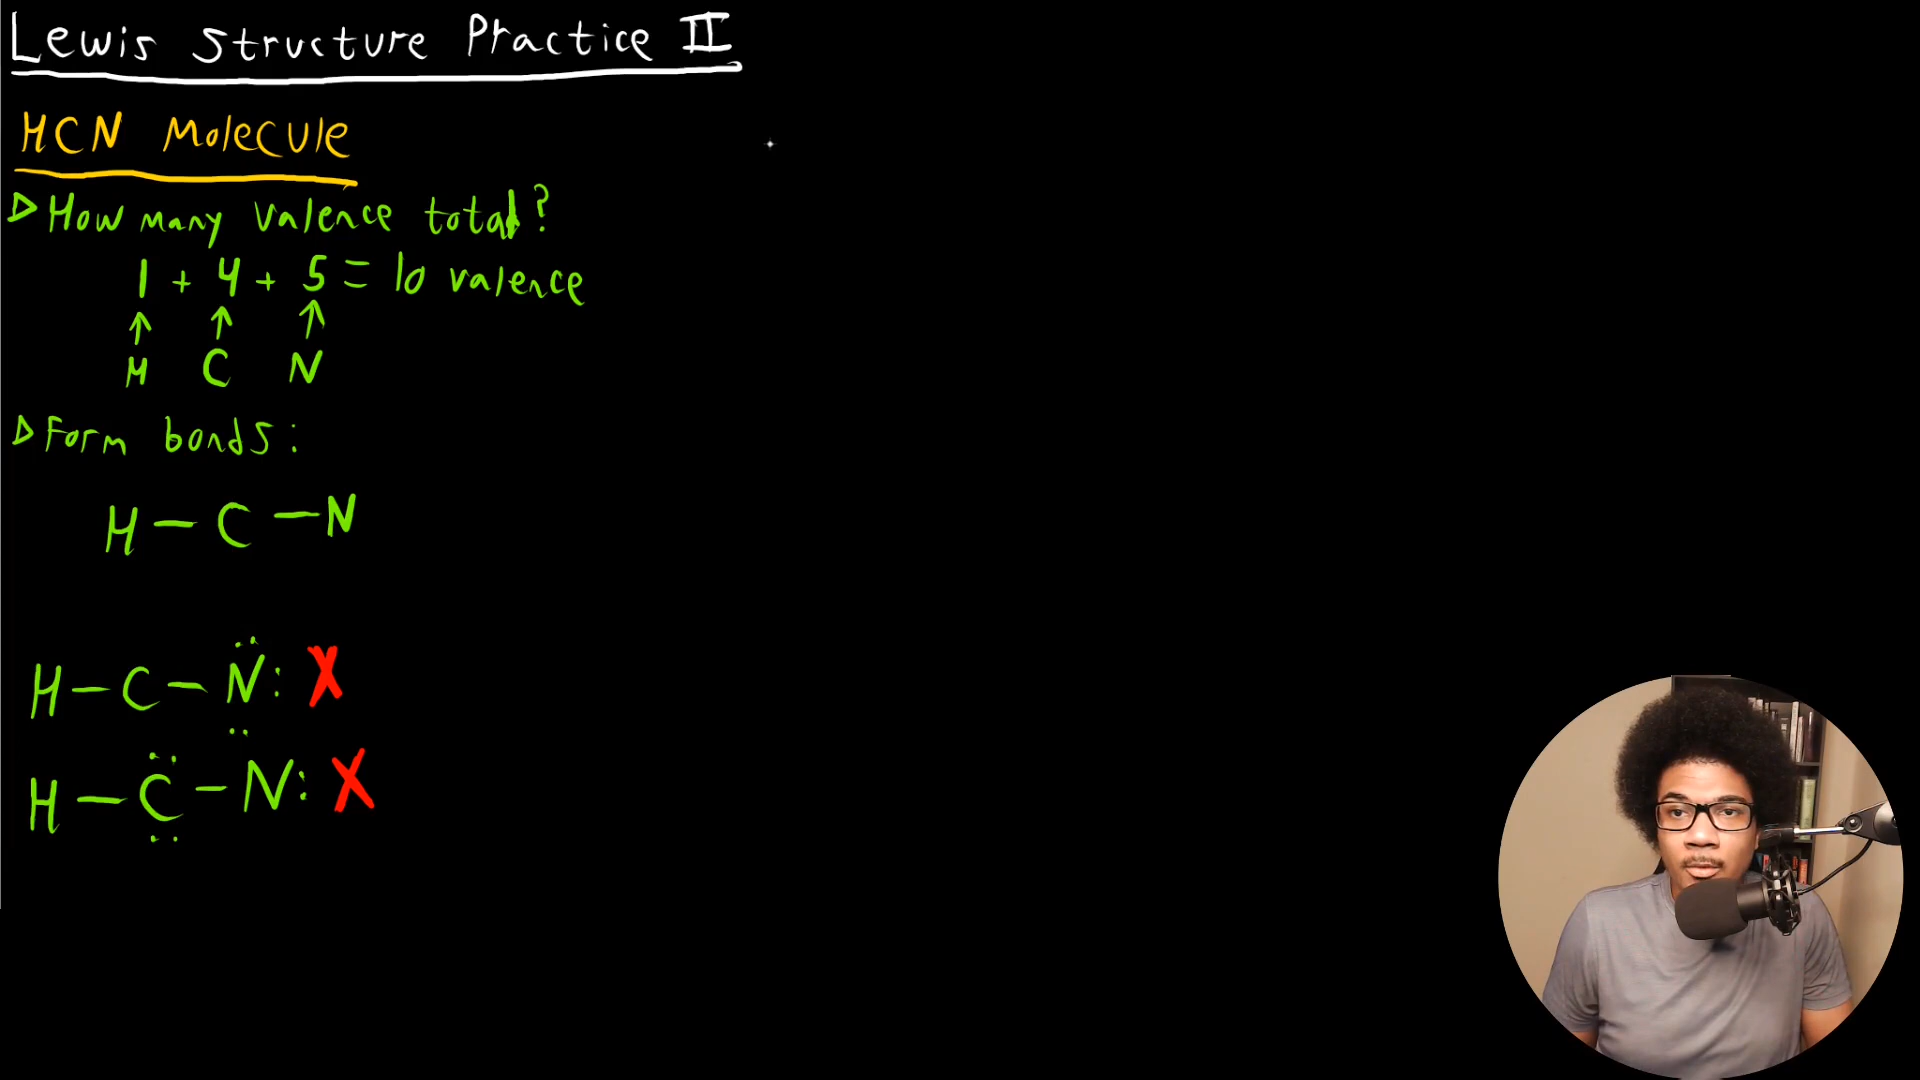 Lewis Structure Practice II
HCN Molecule
▷ How many valence total?
1 + 4 + 5 = 10 valence
↑ ↑ ↑
H C N
▷ Form bonds:
H – C – N
H – C – N̈: X
H – C̈ – N: X